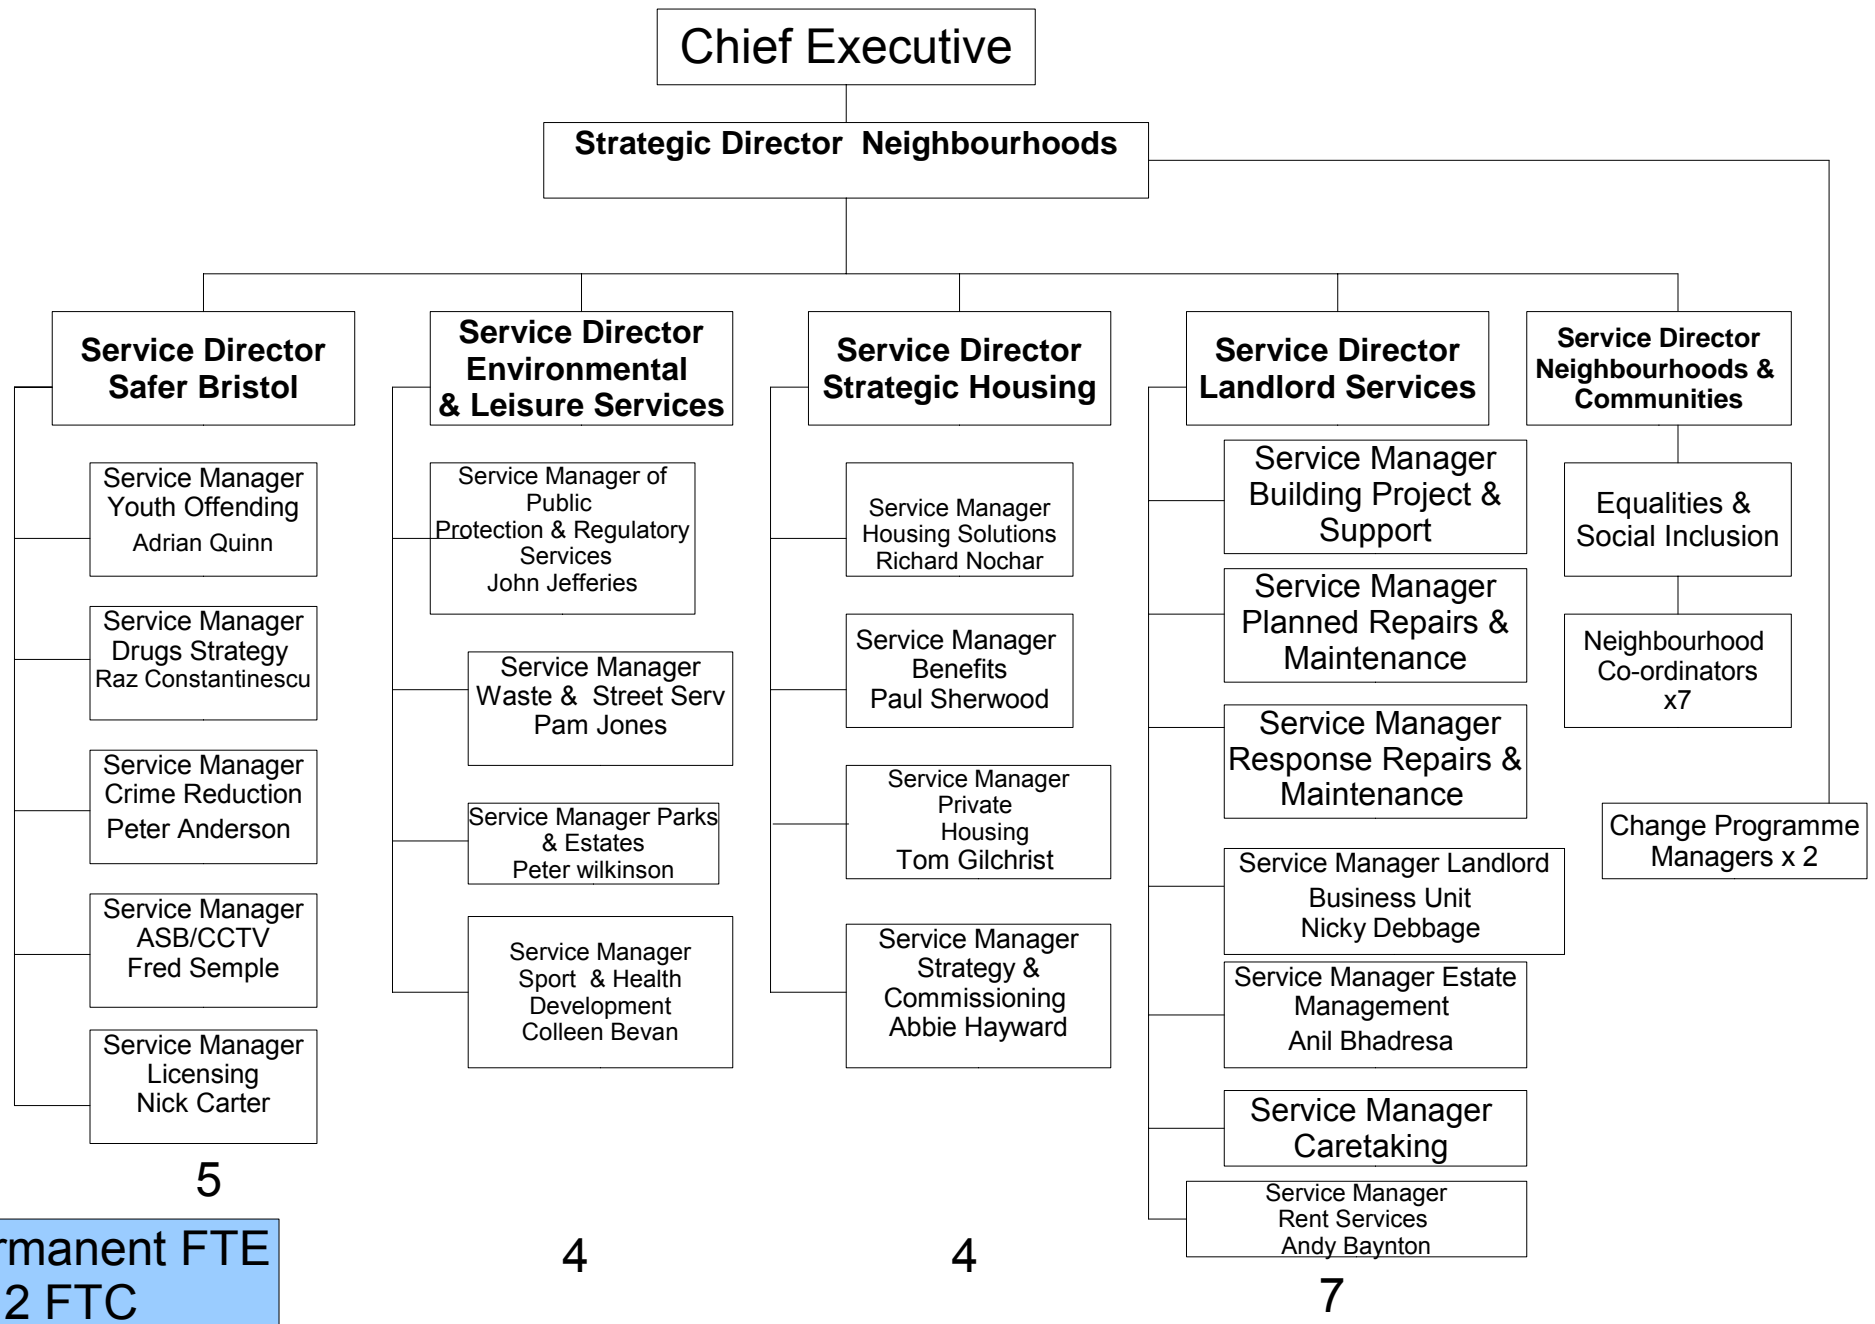 Chief Executive
Strategic Director  Neighbourhoods
Service Director
Safer Bristol
Service Manager
Youth Offending
Adrian Quinn
Service Manager
Drugs Strategy
Raz Constantinescu
Service Manager
Crime Reduction
Peter Anderson
Service Manager
ASB/CCTV
Fred Semple
Service Manager
Licensing
Nick Carter
5
Service Director
Environmental
& Leisure Services
Service Manager of
Public
Protection & Regulatory
Services
John Jefferies
Service Manager
Waste &  Street Serv
Pam Jones
Service Manager Parks
& Estates
Peter wilkinson
Service Manager
Sport  & Health
Development
Colleen Bevan
4
Service Director
Strategic Housing
Service Manager
Housing Solutions
Richard Nochar
Service Manager
Benefits
Paul Sherwood
Service Manager
Private
Housing
Tom Gilchrist
Service Manager
Strategy &
Commissioning
Abbie Hayward
4
Service Director
Landlord Services
Service Manager
Building Project &
Support
Service Manager
Planned Repairs &
Maintenance
Service Manager
Response Repairs &
Maintenance
Service Manager Landlord
Business Unit
Nicky Debbage
Service Manager Estate
Management
Anil Bhadresa
Service Manager
Caretaking
Service Manager
Rent Services
Andy Baynton
7
Service Director
Neighbourhoods &
Communities
Equalities &
Social Inclusion
Neighbourhood
Co-ordinators
x7
Change Programme
Managers x 2
rmanent FTE
2 FTC